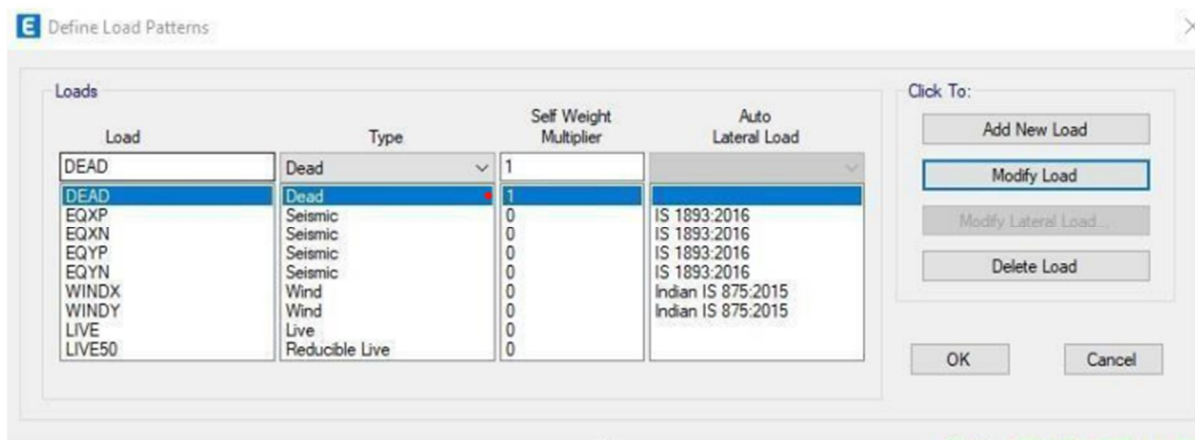 E Define Load Patterns
Loads
Click To:
Load Type Self Weight Multiplier Auto Lateral Load
DEAD Dead 1
DEAD Dead 1
EQXP Seismic 0 IS 1893:2016
EQXN Seismic 0 IS 1893:2016
EQYP Seismic 0 IS 1893:2016
EQYN Seismic 0 IS 1893:2016
WINDX Wind 0 Indian IS 875:2015
WINDY Wind 0 Indian IS 875:2015
LIVE Live 0
LIVE50 Reducible Live 0
Add New Load
Modify Load
Modify Lateral Load...
Delete Load
OK Cancel